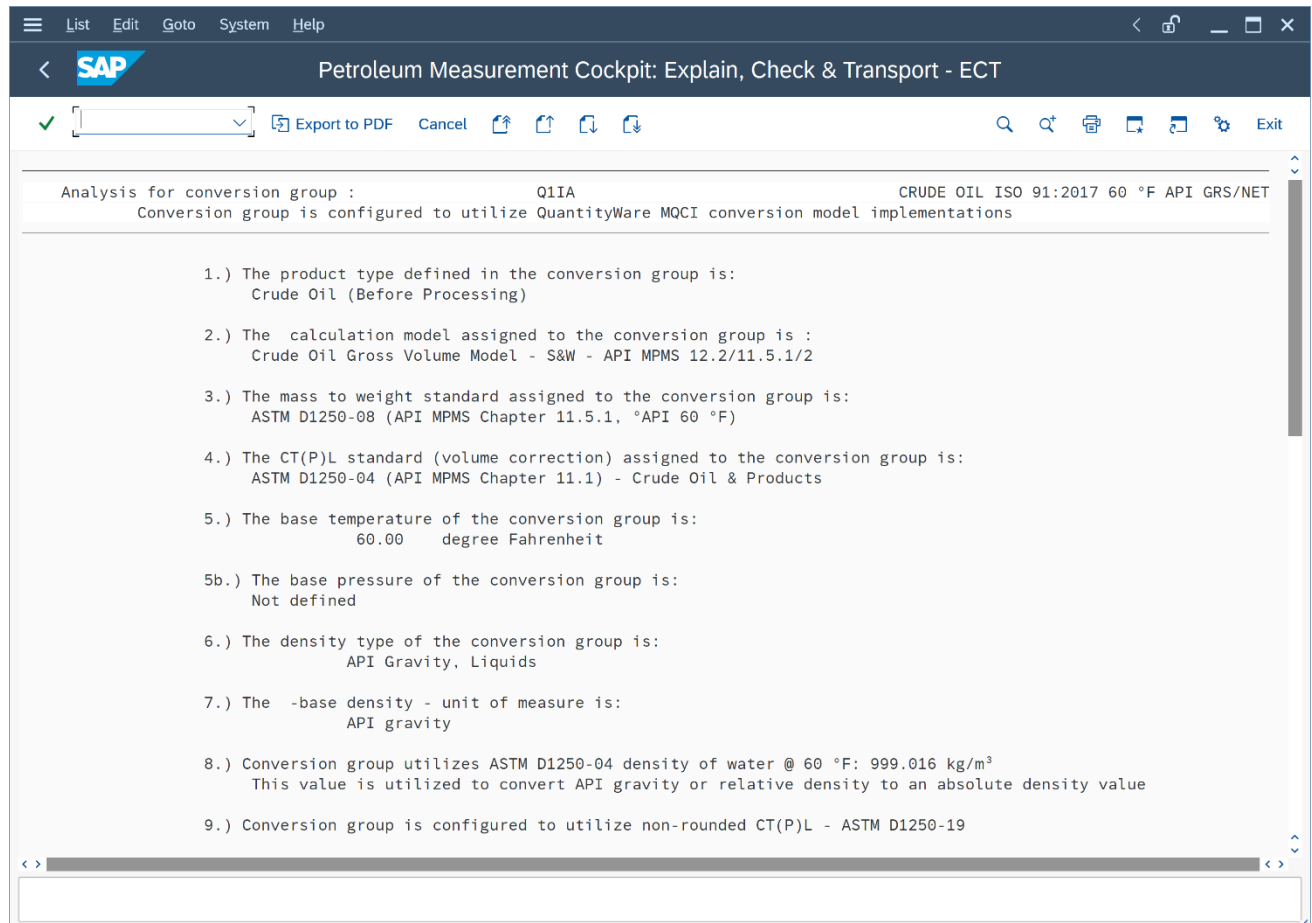 List Edit Goto System Help
SAP Petroleum Measurement Cockpit: Explain, Check & Transport - ECT
Export to PDF Cancel Exit
Analysis for conversion group : Q1IA CRUDE OIL ISO 91:2017 60 °F API GRS/NET
Conversion group is configured to utilize QuantityWare MQCI conversion model implementations
1.) The product type defined in the conversion group is:
Crude Oil (Before Processing)
2.) The calculation model assigned to the conversion group is :
Crude Oil Gross Volume Model - S&W - API MPMS 12.2/11.5.1/2
3.) The mass to weight standard assigned to the conversion group is:
ASTM D1250-08 (API MPMS Chapter 11.5.1, °API 60 °F)
4.) The CT(P)L standard (volume correction) assigned to the conversion group is:
ASTM D1250-04 (API MPMS Chapter 11.1) - Crude Oil & Products
5.) The base temperature of the conversion group is:
60.00 degree Fahrenheit
5b.) The base pressure of the conversion group is:
Not defined
6.) The density type of the conversion group is:
API Gravity, Liquids
7.) The -base density - unit of measure is:
API gravity
8.) Conversion group utilizes ASTM D1250-04 density of water @ 60 °F: 999.016 kg/m³
This value is utilized to convert API gravity or relative density to an absolute density value
9.) Conversion group is configured to utilize non-rounded CT(P)L - ASTM D1250-19